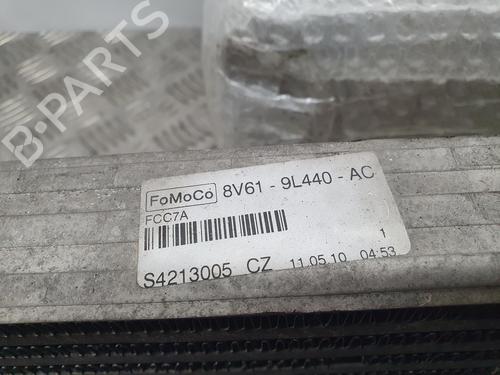 B-Parts
FoMoCo 8V61 - 9L440 - AC
FCC7A
1
S4213005 CZ 11.05.10 04:53